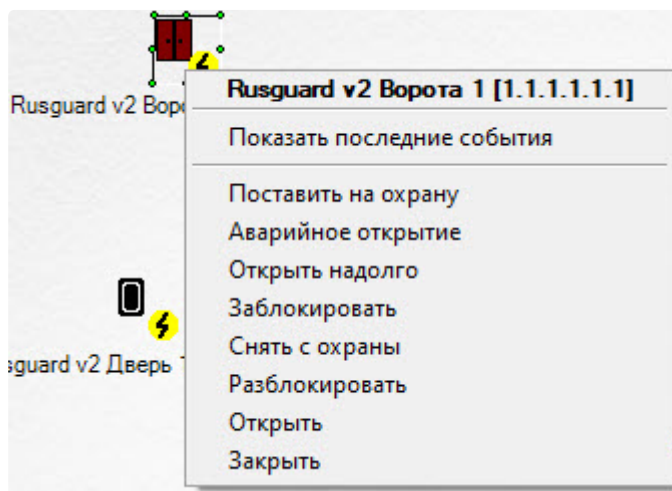 Rusguard v2 Ворота 1 [1.1.1.1.1.1]
Rusguard v2
Показать последние события
Поставить на охрану
Аварийное открытие
Открыть надолго
Заблокировать
Снять с охраны
sguard v2 Дверь
Разблокировать
Открыть
Закрыть